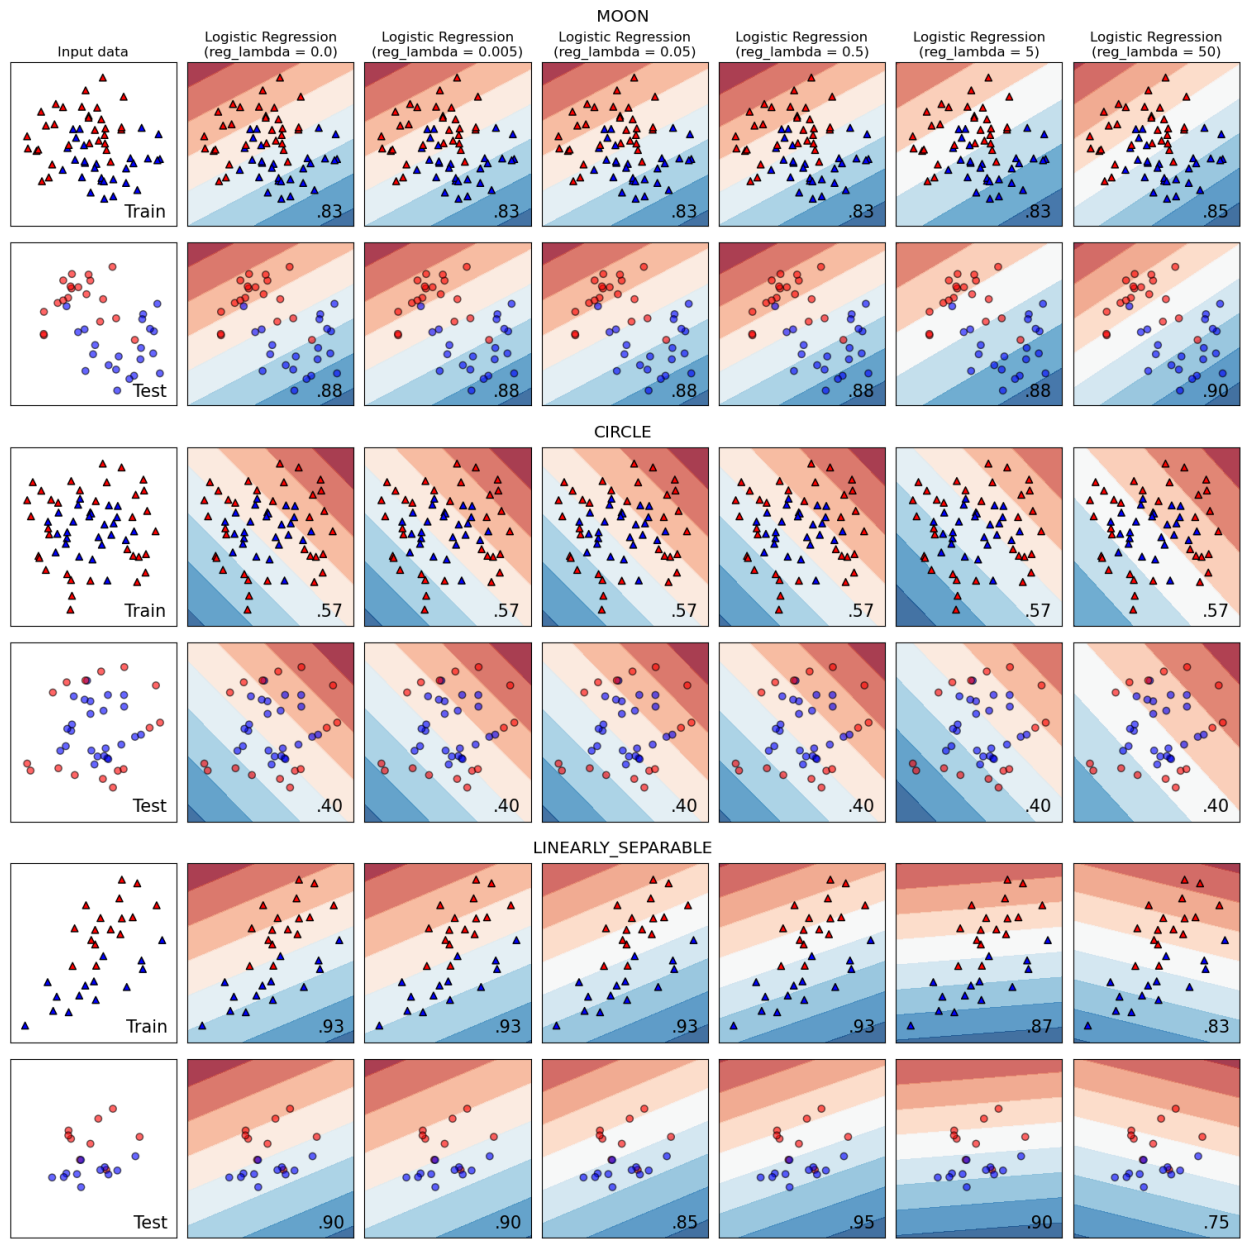 MOON
Input data
Logistic Regression
(reg_lambda = 0.0)
Logistic Regression
(reg_lambda = 0.005)
Logistic Regression
(reg_lambda = 0.05)
Logistic Regression
(reg_lambda = 0.5)
Logistic Regression
(reg_lambda = 5)
Logistic Regression
(reg_lambda = 50)
Train .83 .83 .83 .83 .83 .85
Test .88 .88 .88 .88 .88 .90
CIRCLE
Train .57 .57 .57 .57 .57 .57
Test .40 .40 .40 .40 .40 .40
LINEARLY_SEPARABLE
Train .93 .93 .93 .93 .87 .83
Test .90 .90 .85 .95 .90 .75